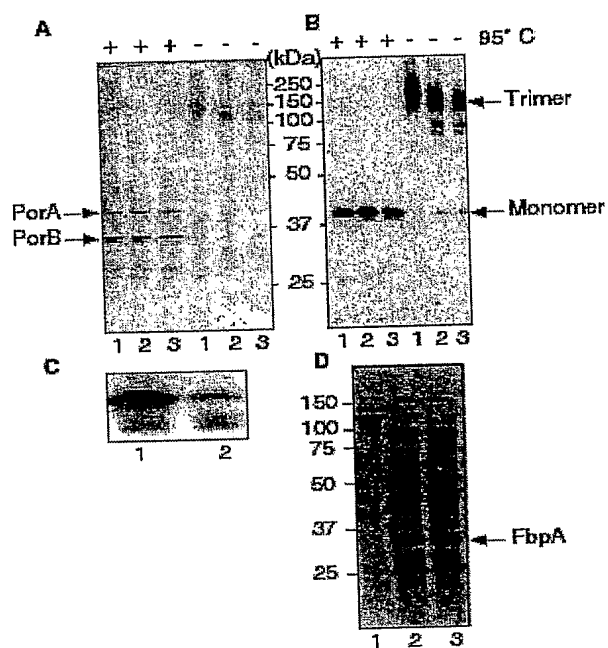 A
B
+ + + - - -
(kDa)
+ + + - - -
95° C
250
150
100
75
50
37
25
Trimer
Monomer
PorA
PorB
1 2 3 1 2 3
1 2 3 1 2 3
C
D
1 2
150
100
75
50
37
25
FbpA
1 2 3